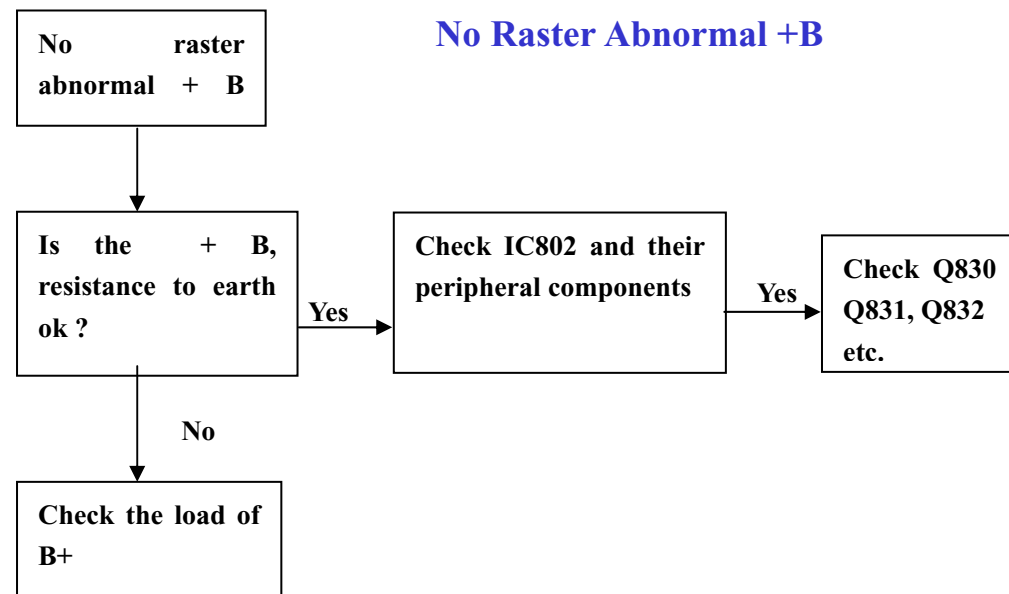 No Raster Abnormal +B
No raster
abnormal + B
Is the + B,
resistance to earth
ok ?
Yes
Check IC802 and their
peripheral components
Yes
Check Q830
Q831, Q832
etc.
No
Check the load of
B+